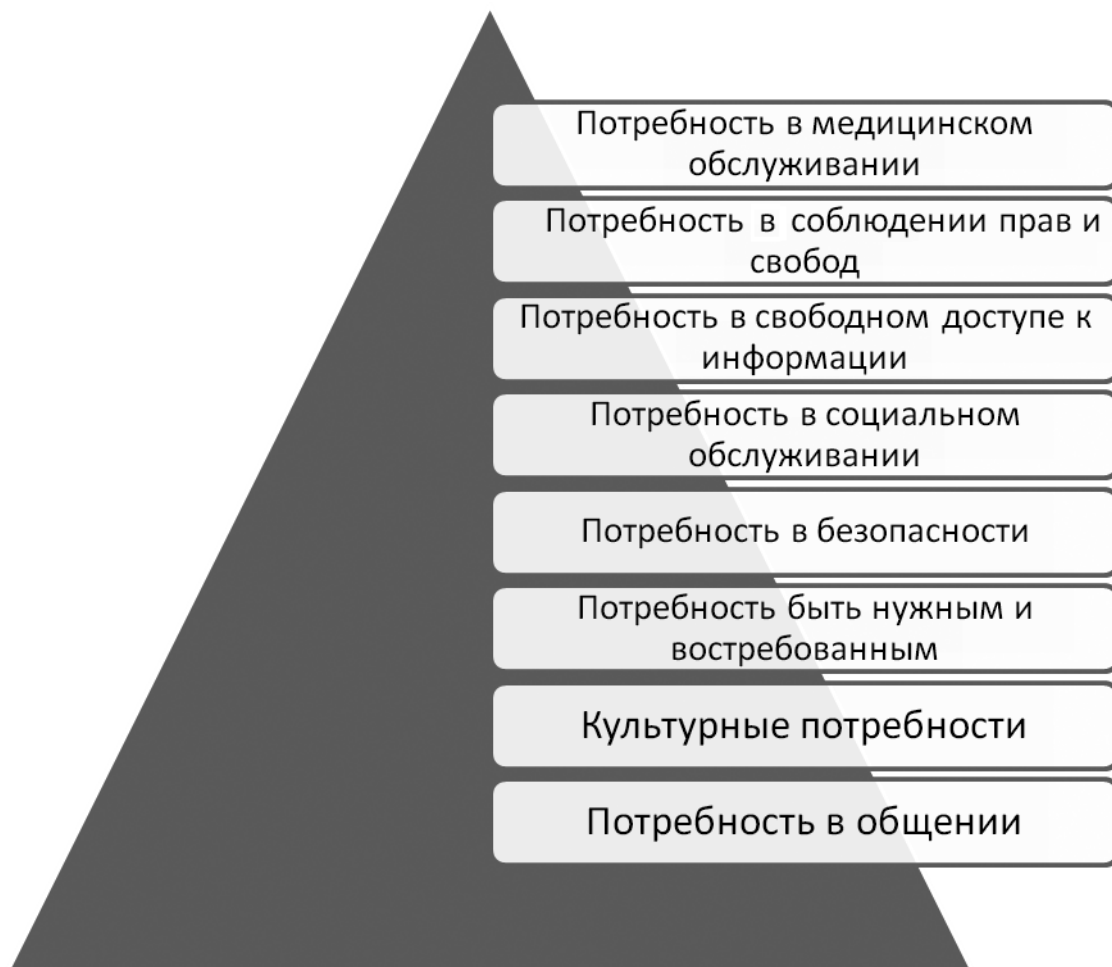 Потребность в медицинском
обслуживании
Потребность в соблюдении прав и
свобод
Потребность в свободном доступе к
информации
Потребность в социальном
обслуживании
Потребность в безопасности
Потребность быть нужным и
востребованным
Культурные потребности
Потребность в общении